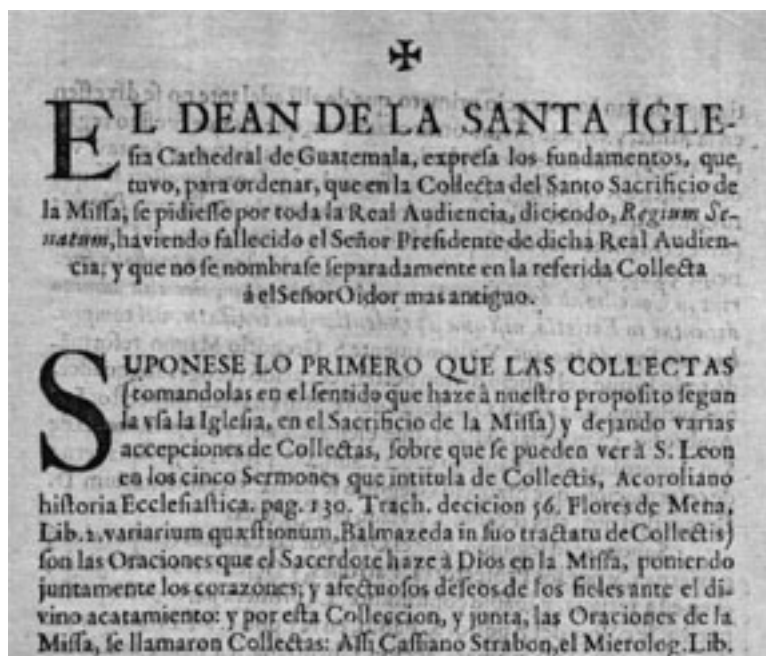 EL DEAN DE LA SANTA IGLE-
sia Cathedral de Guatemala, expresa los fundamentos, que
tuvo, para ordenar, que en la Collecta del Santo Sacrificio de
la Missa, se pidiesse por toda la Real Audiencia, diciendo, Regium Se-
natum, haviendo fallecido el Señor Presidente de dicha Real Audien-
cia; y que no se nombrase separadamente en la referida Collecta
à el Señor Oidor mas antiguo.
SUPONESE LO PRIMERO QUE LAS COLLECTAS
(tomandolas en el sentido que haze à nuestro proposito segun
la vsa la Iglesia, en el Sacrificio de la Missa) y dejando varias
accepciones de Collectas, sobre que se pueden ver à S. Leon
en los cinco Sermones que intitula de Collectis, Acoroliano
historia Ecclesiastica. pag. 130. Trach. decicion 56. Flores de Mena,
Lib. 2. variarium quæstionum, Balmazeda in suo tractatu de Collectis)
son las Oraciones que el Sacerdote haze à Dios en la Missa, poniendo
juntamente los corazones, y afectuosos deseos de los fieles ante el di-
vino acatamiento: y por esta Colleccion, y junta, las Oraciones de la
Missa, se llamaron Collectas: Assi Cassiano Strabon, el Mierolog. Lib.